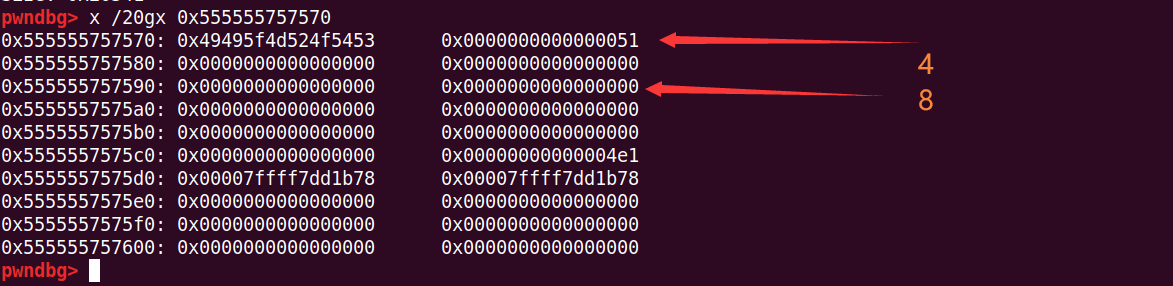 pwndbg> x /20gx 0x555555757570
0x555555757570: 0x49495f4d524f5453 0x0000000000000051
4
0x555555757580: 0x0000000000000000 0x0000000000000000
0x555555757590: 0x0000000000000000 0x0000000000000000
8
0x5555557575a0: 0x0000000000000000 0x0000000000000000
0x5555557575b0: 0x0000000000000000 0x0000000000000000
0x5555557575c0: 0x0000000000000000 0x00000000000004e1
0x5555557575d0: 0x00007ffff7dd1b78 0x00007ffff7dd1b78
0x5555557575e0: 0x0000000000000000 0x0000000000000000
0x5555557575f0: 0x0000000000000000 0x0000000000000000
0x555555757600: 0x0000000000000000 0x0000000000000000
pwndbg>